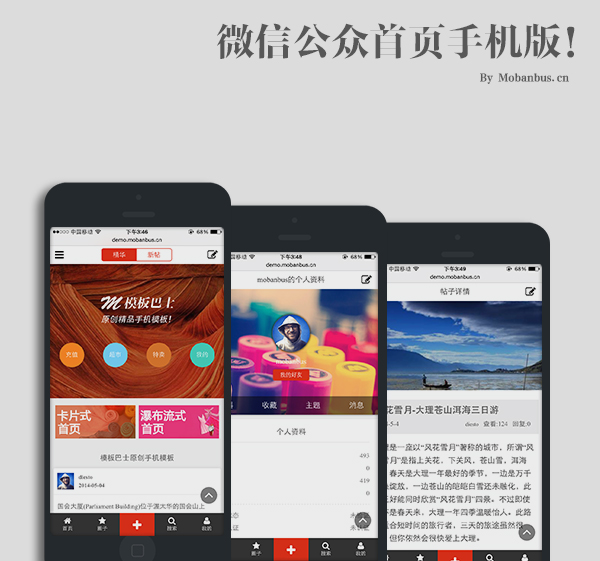 微信公众首页手机版!
By Mobanbus.cn
中国移动 下午3:46 68%
demo.mobanbus.cn
精华 新帖
模板巴士
原创精品手机模板!
充值 超市 特卖 我的
卡片式
首页
瀑布流式
首页
模板巴士原创手机模板
diesto
2014-05-04
国会大厦(Parliament Building)位于澳大华的国会山上
首页 圈子 搜索 我的
国移动 下午3:48 68%
demo.mobanbus.cn
mobanbus的个人资料
我的好友
收藏 主题 消息
个人资料
493
0
419
0
圈子 搜索 我的
国移动 下午3:49 68%
demo.mobanbus.cn
帖子详情
花雪月-大理苍山洱海三日游
5-4 diesto 查看:124 回复:0
是一座以“风花雪月”著称的城市，所谓“风
雪月”是指上关花，下关风，苍山雪，洱海
春天是大理一年最好的季节，一边是万千
绽放，一边苍山的皑皑白雪还未融化，此
好能同时欣赏“风花雪月”四景。不过即使
不是春天来，大理一年四季温暖怡人。此路
合短时间的旅行者，三天的旅途虽然很
但你依然会很快爱上大理。